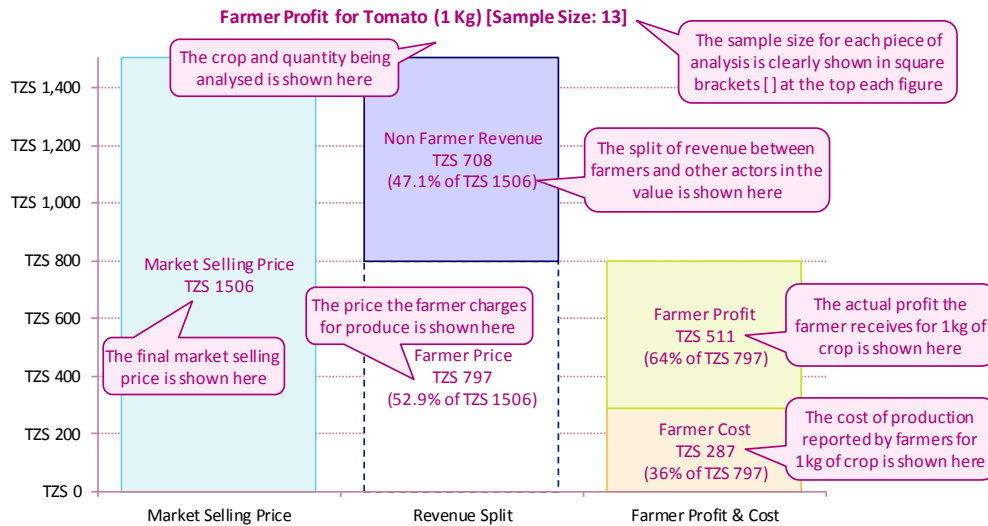 Farmer Profit for Tomato (1 Kg) [Sample Size: 13]
The crop and quantity being
analysed is shown here
The sample size for each piece of
analysis is clearly shown in square
brackets [ ] at the top each figure
TZS 1,400
TZS 1,200
TZS 1,000
TZS 800
TZS 600
TZS 400
TZS 200
TZS 0
Non Farmer Revenue
TZS 708
(47.1% of TZS 1506)
The split of revenue between
farmers and other actors in the
value is shown here
Market Selling Price
TZS 1506
The final market selling
price is shown here
The price the farmer charges
for produce is shown here
Farmer Price
TZS 797
(52.9% of TZS 1506)
Farmer Profit
TZS 511
(64% of TZS 797)
The actual profit the
farmer receives for 1kg of
crop is shown here
Farmer Cost
TZS 287
(36% of TZS 797)
The cost of production
reported by farmers for
1kg of crop is shown here
Market Selling Price
Revenue Split
Farmer Profit & Cost